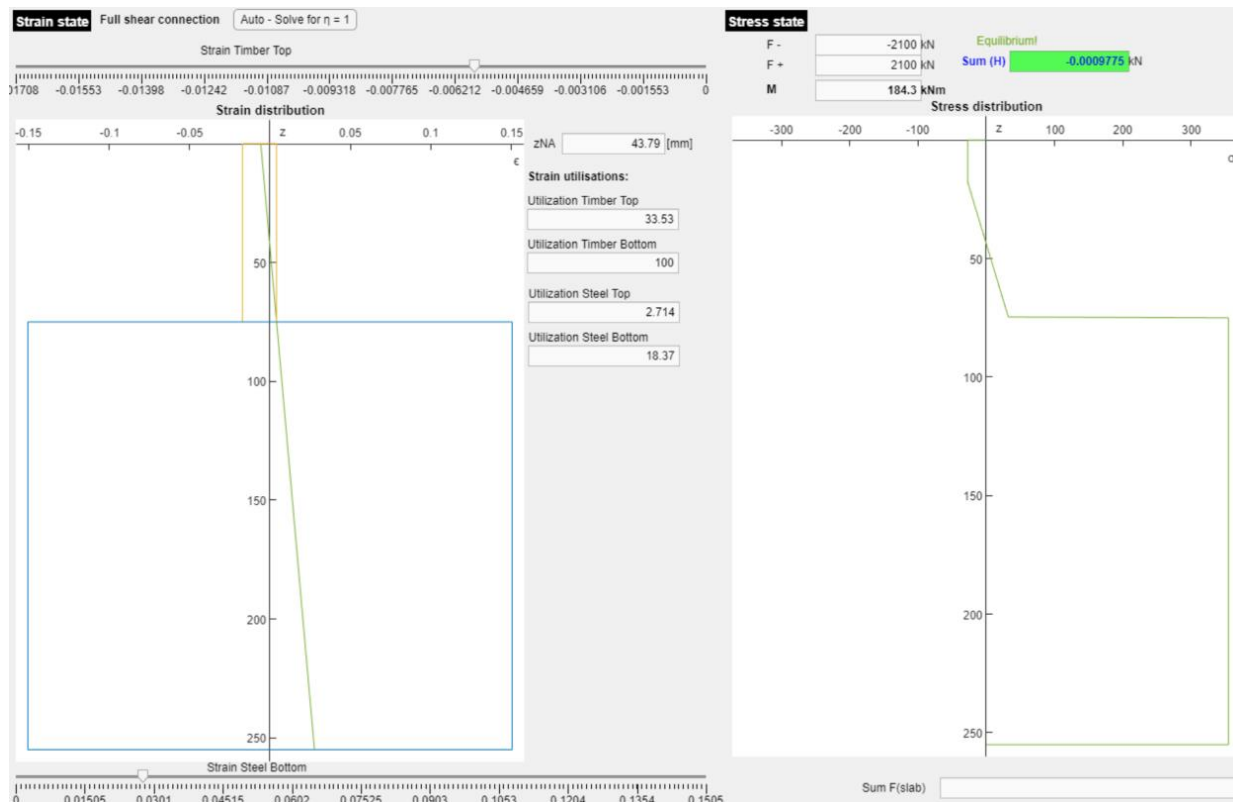 Strain state Full shear connection Auto - Solve for η = 1
Strain Timber Top
01708 -0.01553 -0.01398 -0.01242 -0.01087 -0.009318 -0.007765 -0.006212 -0.004659 -0.003106 -0.001553 0
Strain distribution
-0.15 -0.1 -0.05 z 0.05 0.1 0.15
ε
50
100
150
200
250
zNA 43.79 [mm]
Strain utilisations:
Utilization Timber Top
33.53
Utilization Timber Bottom
100
Utilization Steel Top
2.714
Utilization Steel Bottom
18.37
Strain Steel Bottom
0 0.01505 0.0301 0.04515 0.0602 0.07525 0.0903 0.1053 0.1204 0.1354 0.1505
Stress state
F - -2100 kN Equilibrium!
F + 2100 kN Sum (H) -0.0009775 kN
M 184.3 kNm
Stress distribution
-300 -200 -100 z 100 200 300
50
100
150
200
250
Sum F(slab)